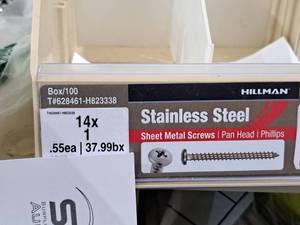 Box/100
T#628461-H823338
HILLMAN
14x
1
.55ea | 37.99bx
Stainless Steel
Sheet Metal Screws | Pan Head | Phillips
S